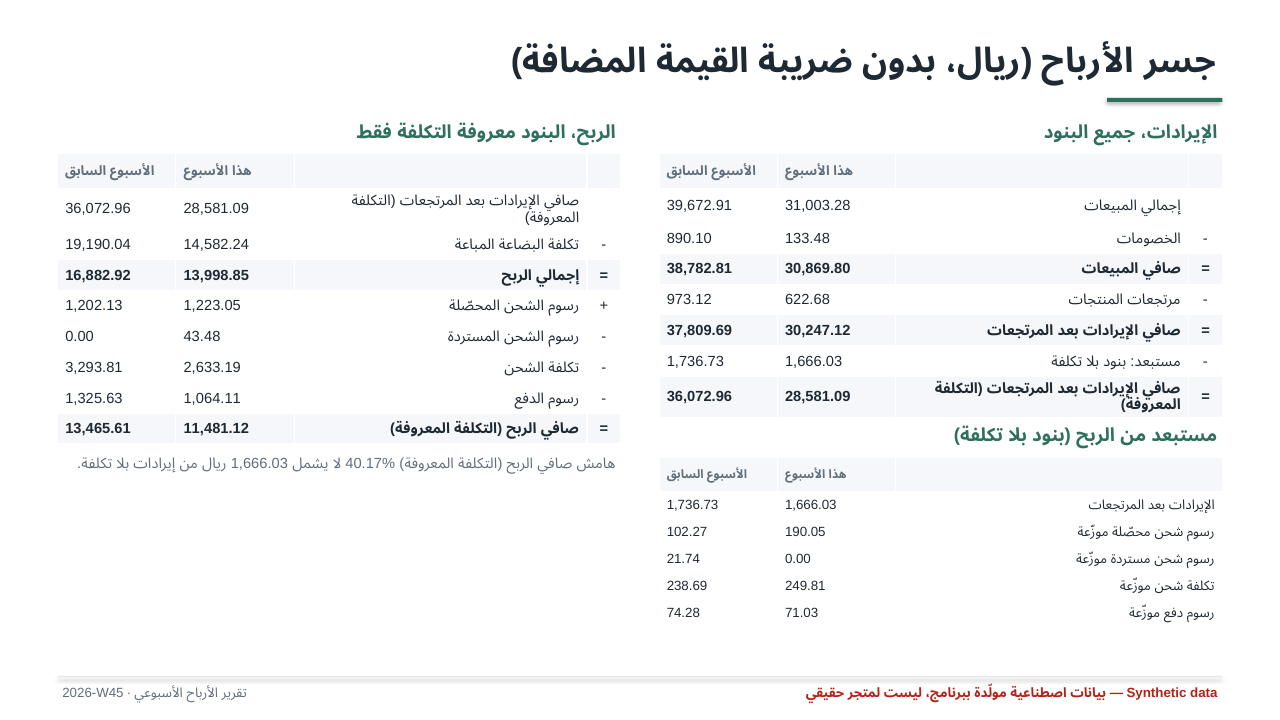 جسر الأرباح (ريال، بدون ضريبة القيمة المضافة)
الإيرادات، جميع البنود
هذا الأسبوع الأسبوع السابق
إجمالي المبيعات 31,003.28 39,672.91
- الخصومات 133.48 890.10
= صافي المبيعات 30,869.80 38,782.81
- مرتجعات المنتجات 622.68 973.12
= صافي الإيرادات بعد المرتجعات 30,247.12 37,809.69
- مستبعد: بنود بلا تكلفة 1,666.03 1,736.73
= صافي الإيرادات بعد المرتجعات (التكلفة
المعروفة) 28,581.09 36,072.96
مستبعد من الربح (بنود بلا تكلفة)
هذا الأسبوع الأسبوع السابق
الإيرادات بعد المرتجعات 1,666.03 1,736.73
رسوم شحن محصّلة موزّعة 190.05 102.27
رسوم شحن مستردة موزّعة 0.00 21.74
تكلفة شحن موزّعة 249.81 238.69
رسوم دفع موزّعة 71.03 74.28
الربح، البنود معروفة التكلفة فقط
هذا الأسبوع الأسبوع السابق
صافي الإيرادات بعد المرتجعات (التكلفة
المعروفة) 28,581.09 36,072.96
- تكلفة البضاعة المباعة 14,582.24 19,190.04
= إجمالي الربح 13,998.85 16,882.92
+ رسوم الشحن المحصّلة 1,223.05 1,202.13
- رسوم الشحن المستردة 43.48 0.00
- تكلفة الشحن 2,633.19 3,293.81
- رسوم الدفع 1,064.11 1,325.63
= صافي الربح (التكلفة المعروفة) 11,481.12 13,465.61
هامش صافي الربح (التكلفة المعروفة) 40.17% لا يشمل 1,666.03 ريال من إيرادات بلا تكلفة.
Synthetic data — بيانات اصطناعية مولّدة ببرنامج، ليست لمتجر حقيقي
تقرير الأرباح الأسبوعي · 2026-W45